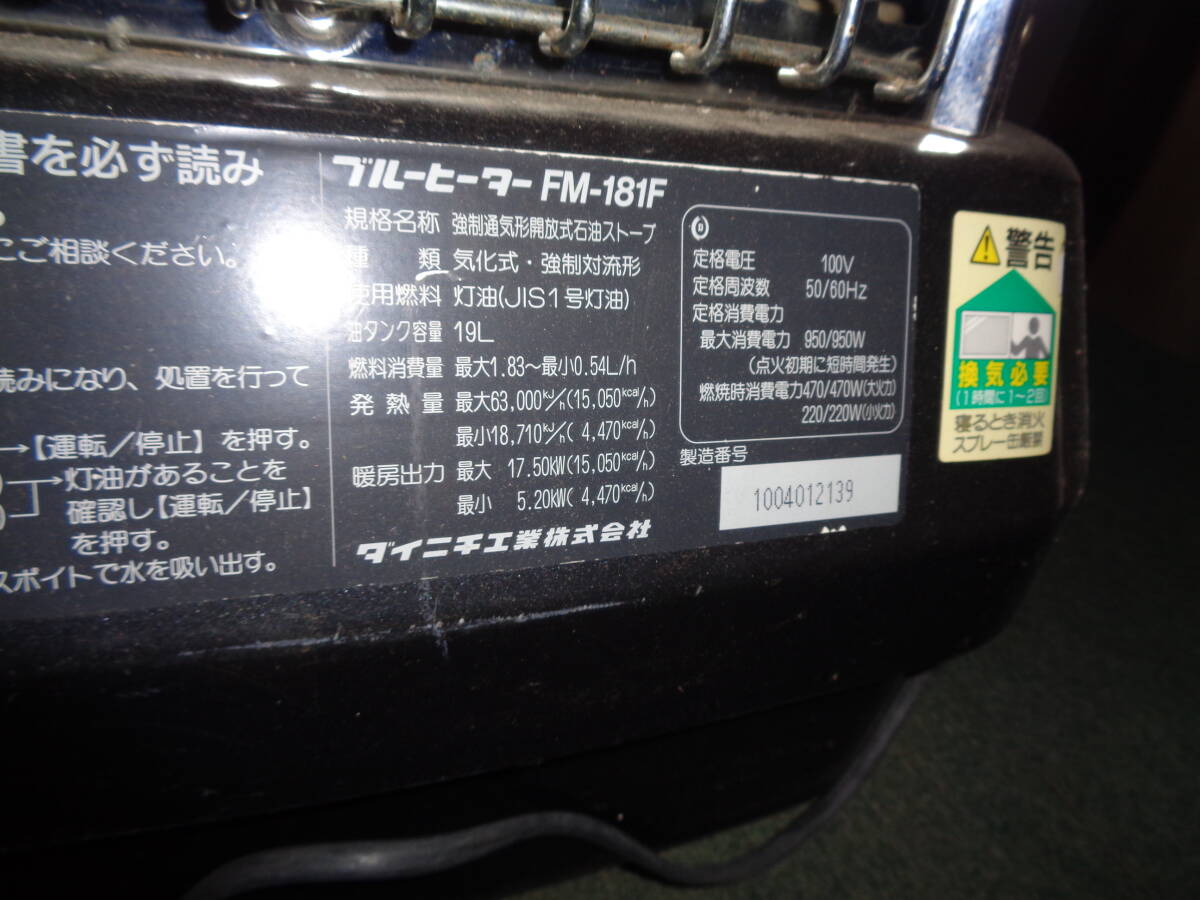 書を必ず読み
にご相談ください。
読みになり、処置を行って
→【運転／停止】を押す。
→灯油があることを
確認し【運転／停止】
を押す。
スポイトで水を吸い出す。
ブルーヒーター FM-181F
規格名称 強制通気形開放式石油ストーブ
種 類 気化式・強制対流形
使用燃料 灯油(JIS1号灯油)
油タンク容量 19L
燃料消費量 最大1.83～最小0.54L/h
発熱量 最大63,000kJ/h(15,050kcal/h)
最小18,710kJ/h( 4,470kcal/h)
暖房出力 最大 17.50kW(15,050kcal/h)
最小 5.20kW( 4,470kcal/h)
ダイニチ工業株式会社
定格電圧 100V
定格周波数 50/60Hz
定格消費電力
最大消費電力 950/950W
(点火初期に短時間発生)
燃焼時消費電力470/470W(大火力)
220/220W(小火力)
製造番号
1004012139
警告
換気必要
(1時間に1～2回)
寝るとき消火
スプレー缶厳禁